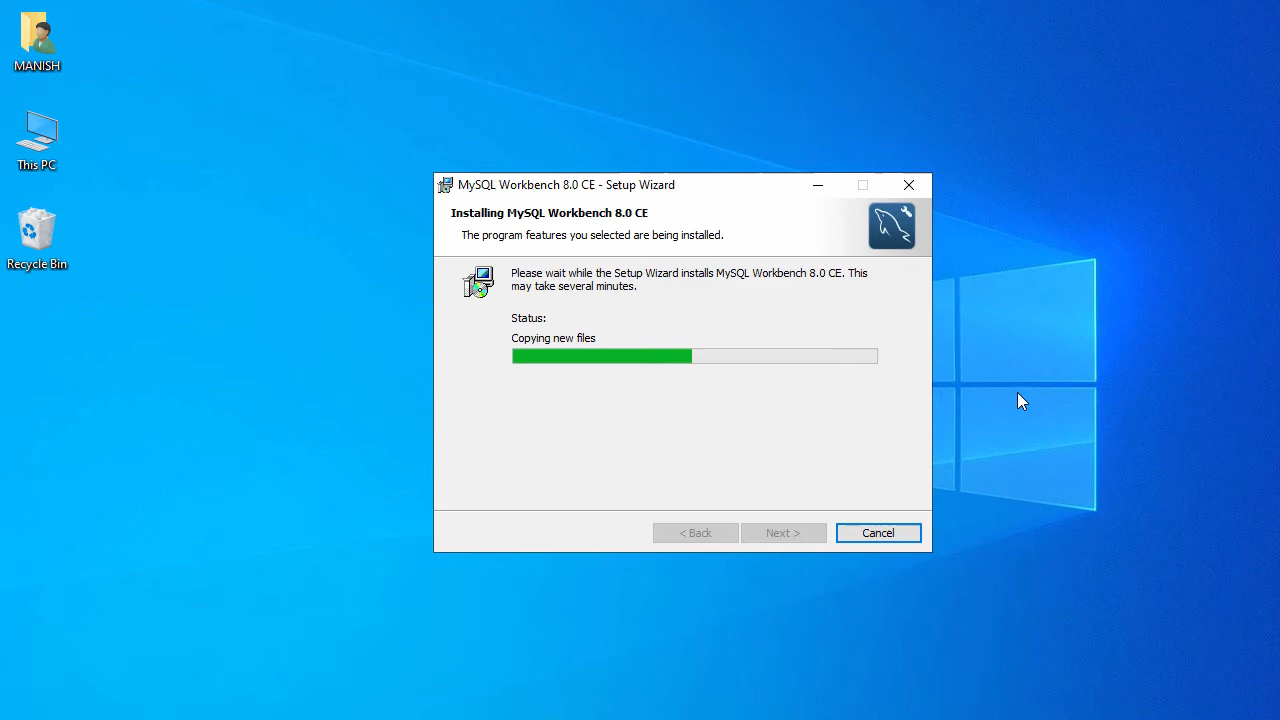 MANISH
This PC
Recycle Bin
MySQL Workbench 8.0 CE - Setup Wizard
Installing MySQL Workbench 8.0 CE
The program features you selected are being installed.
Please wait while the Setup Wizard installs MySQL Workbench 8.0 CE. This
may take several minutes.
Status:
Copying new files
< Back
Next >
Cancel